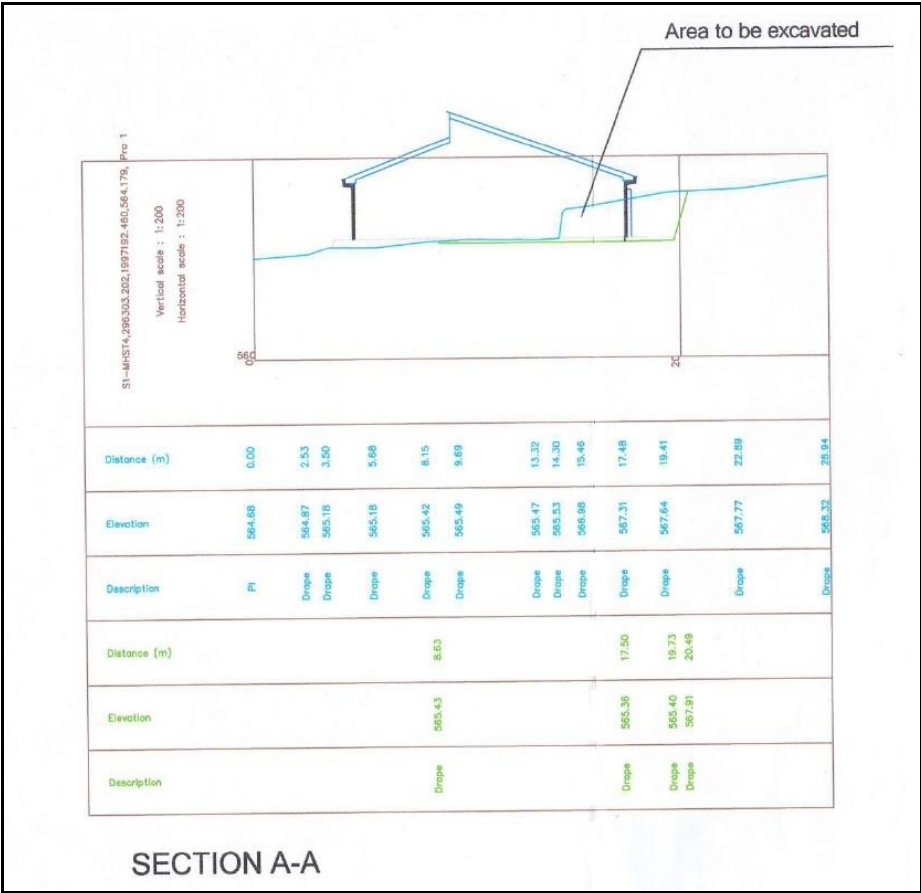 Area to be excavated
S1-MHST4,296303.202,1997192.460,564.179, Pro 1
Vertical scale : 1:200
Horizontal scale : 1:200
560
0
20
Distance (m) 0.00 2.53 3.50 5.68 8.15 9.69 13.32 14.30 15.46 17.48 19.41 22.89 26.94
Elevation 564.68 564.87 565.18 565.18 565.42 565.49 565.47 565.53 566.98 567.31 567.64 567.77 568.32
Description PI Drape Drape Drape Drape Drape Drape Drape Drape Drape Drape Drape Drape
Distance (m) 8.63 17.50 19.73 20.49
Elevation 565.43 565.36 565.40 567.91
Description Drape Drape Drape Drape
SECTION A-A